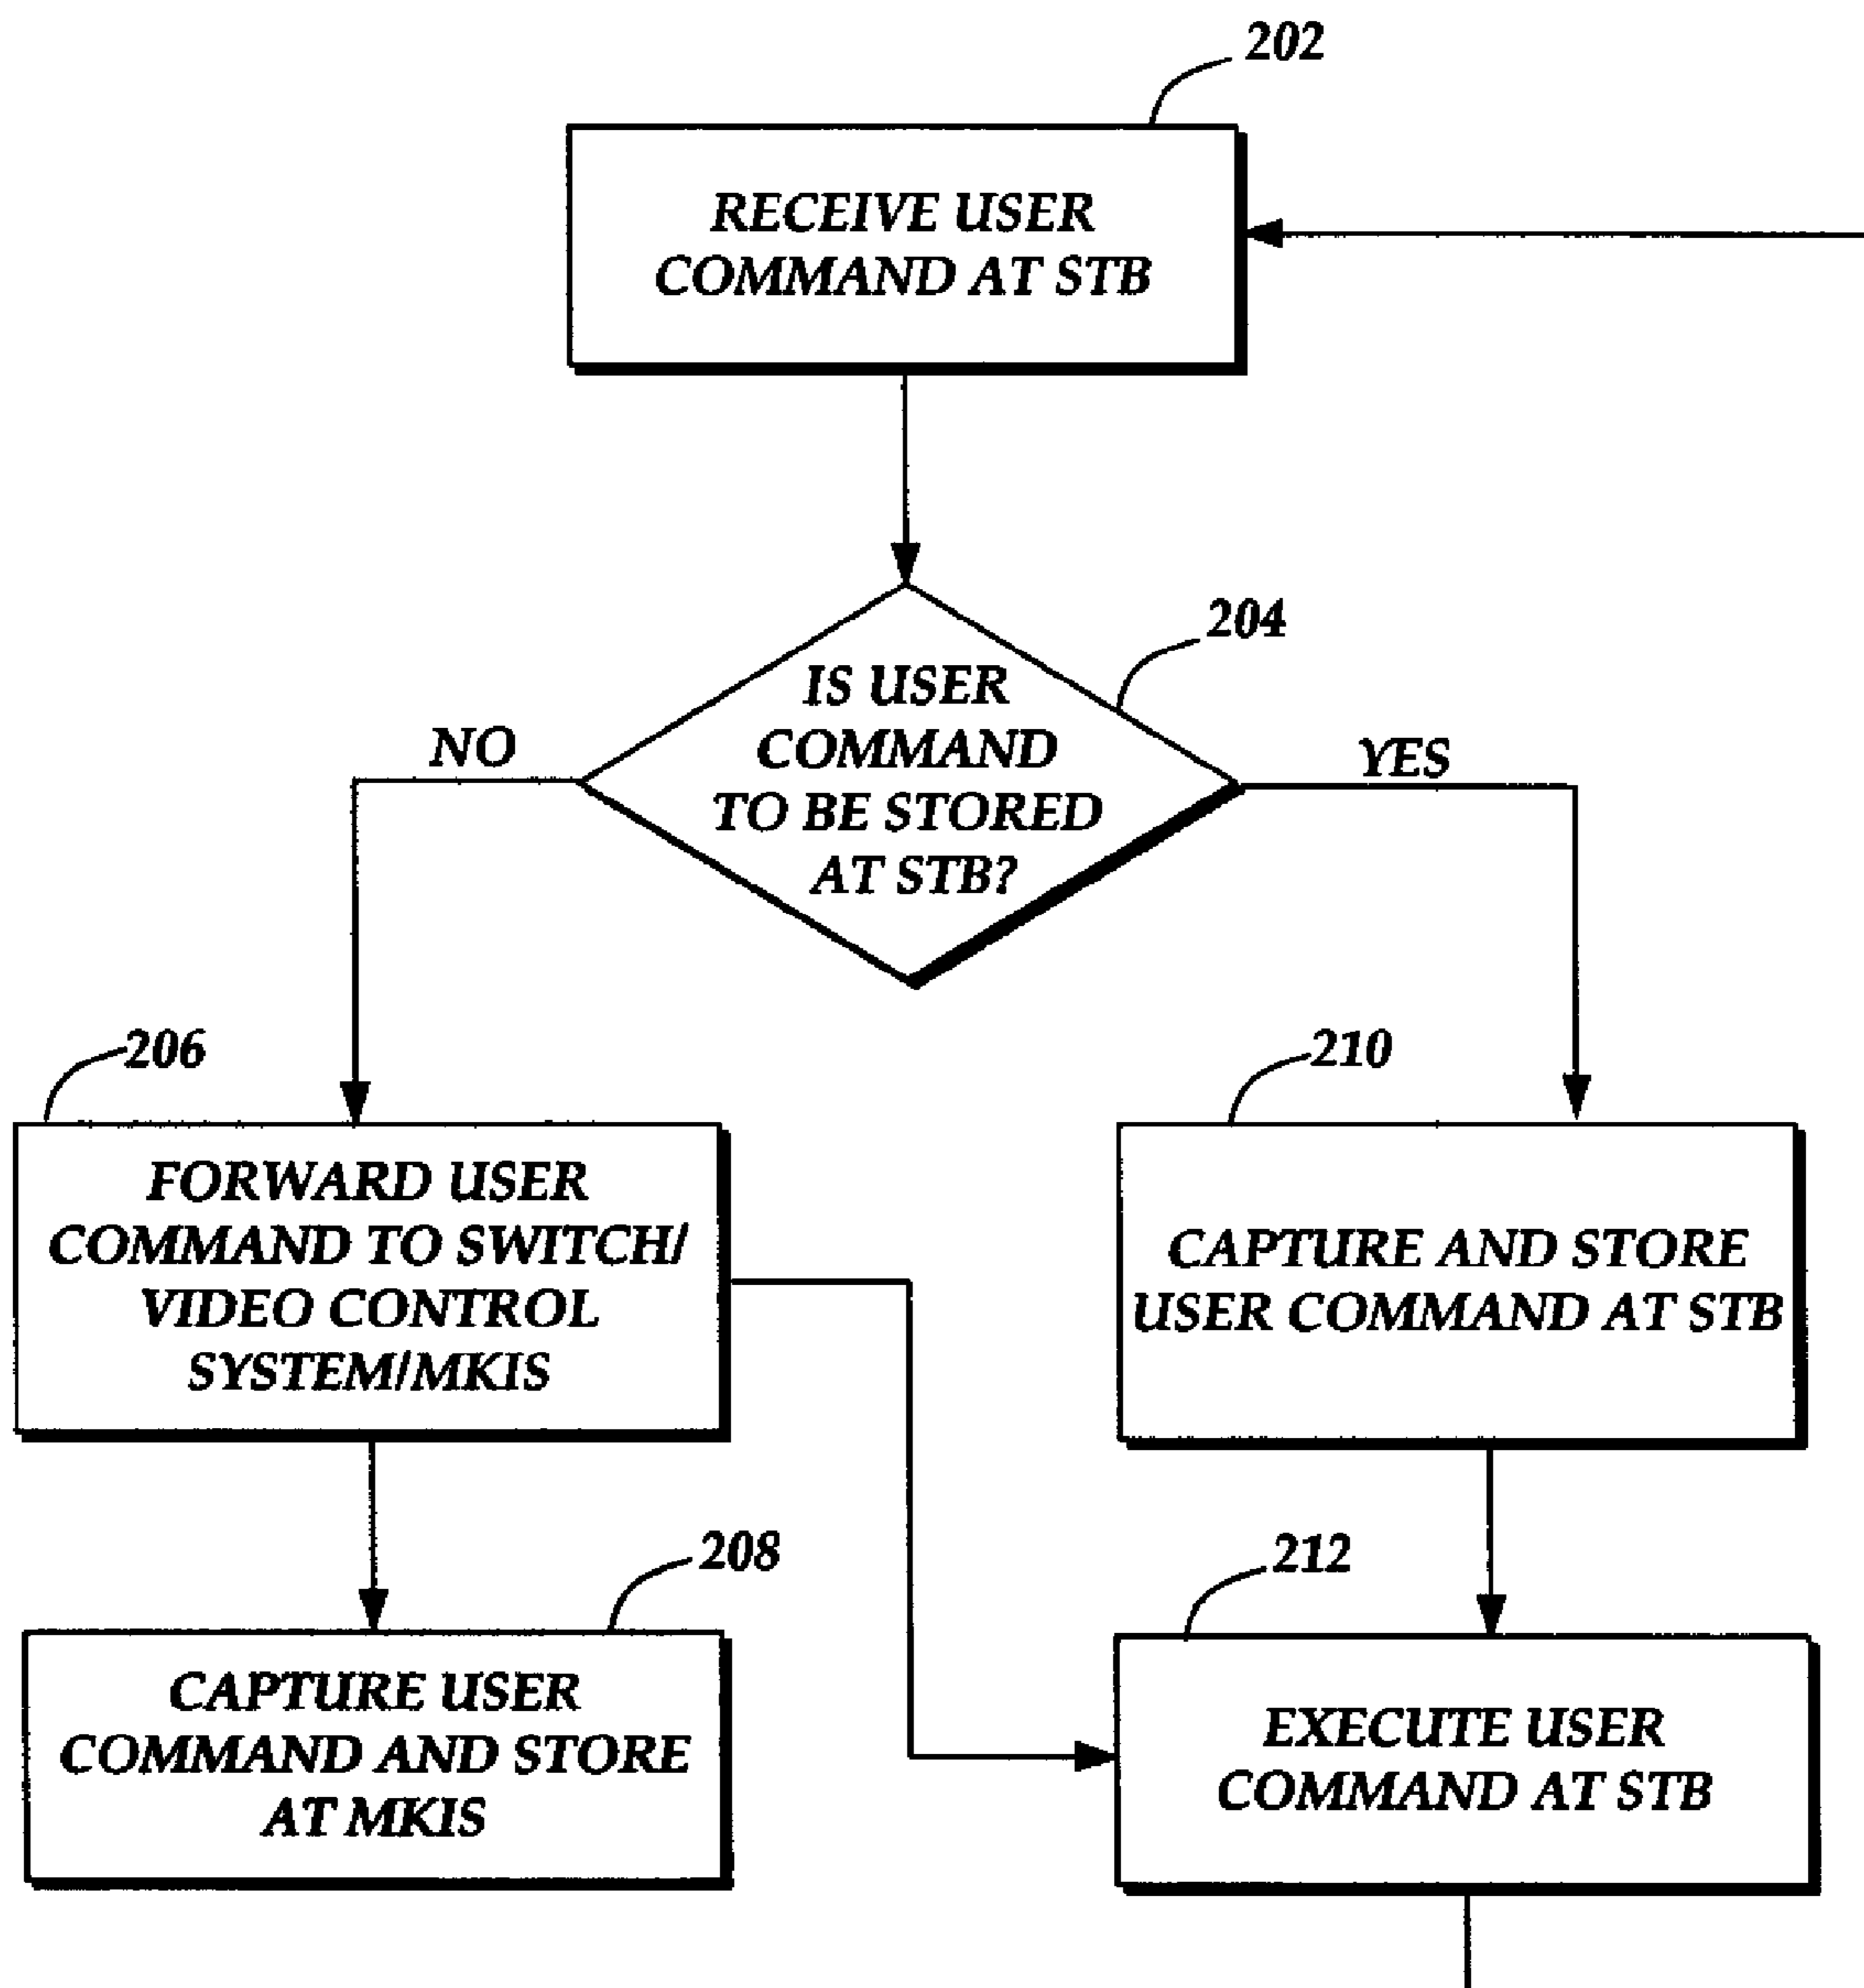 202
RECEIVE USER
COMMAND AT STB
204
IS USER
COMMAND
TO BE STORED
AT STB?
NO
YES
206
FORWARD USER
COMMAND TO SWITCH/
VIDEO CONTROL
SYSTEM/MKIS
210
CAPTURE AND STORE
USER COMMAND AT STB
208
CAPTURE USER
COMMAND AND STORE
AT MKIS
212
EXECUTE USER
COMMAND AT STB